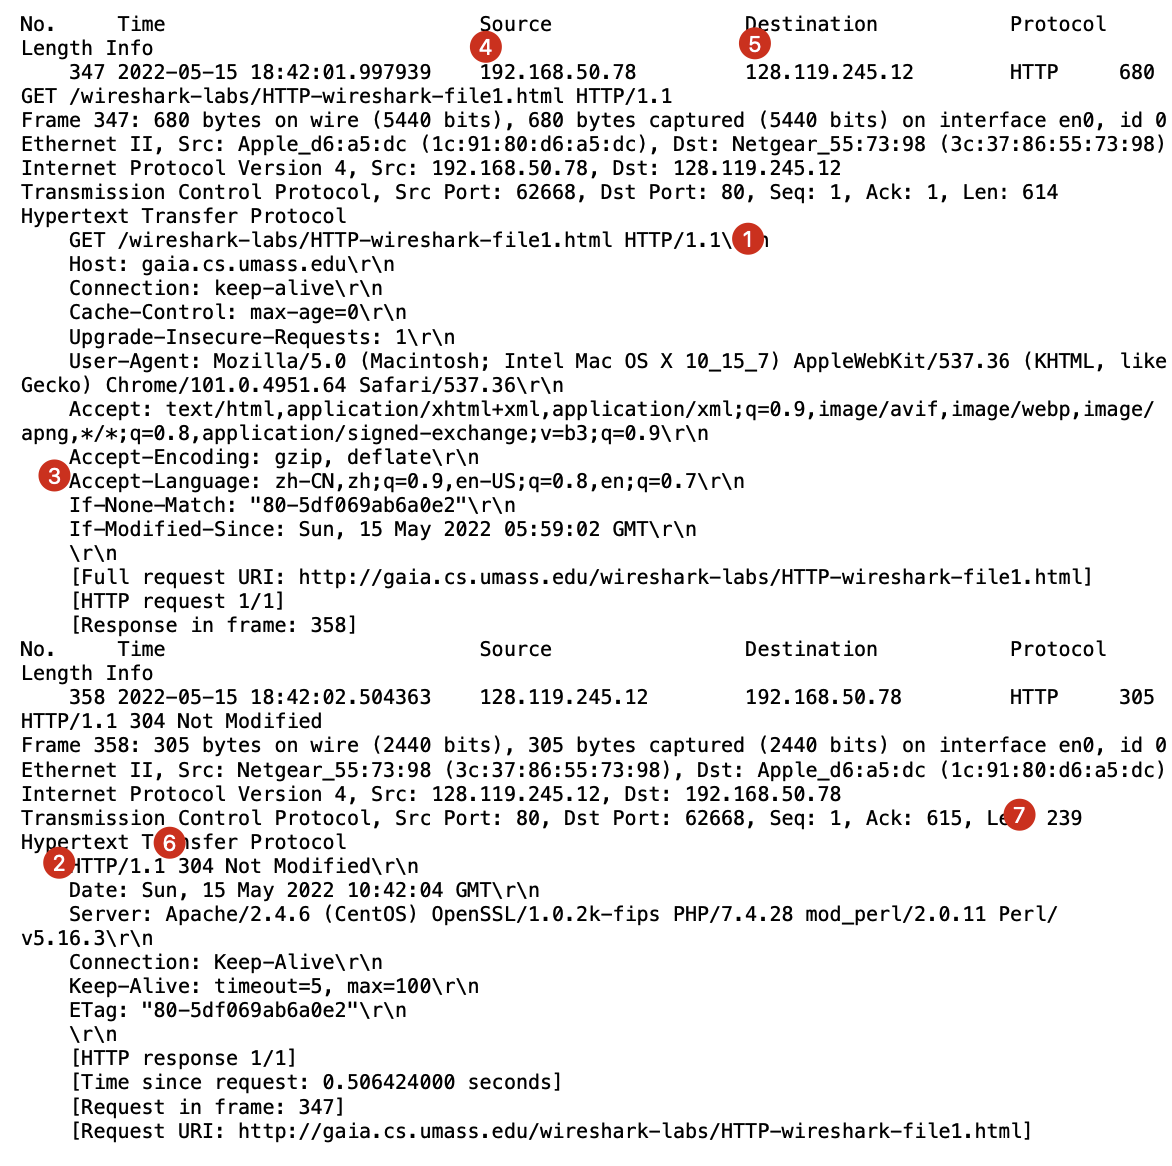 No.     Time                          Source                Destination           Protocol
Length Info
4 5
    347 2022-05-15 18:42:01.997939    192.168.50.78         128.119.245.12        HTTP     680
GET /wireshark-labs/HTTP-wireshark-file1.html HTTP/1.1
Frame 347: 680 bytes on wire (5440 bits), 680 bytes captured (5440 bits) on interface en0, id 0
Ethernet II, Src: Apple_d6:a5:dc (1c:91:80:d6:a5:dc), Dst: Netgear_55:73:98 (3c:37:86:55:73:98)
Internet Protocol Version 4, Src: 192.168.50.78, Dst: 128.119.245.12
Transmission Control Protocol, Src Port: 62668, Dst Port: 80, Seq: 1, Ack: 1, Len: 614
Hypertext Transfer Protocol
    GET /wireshark-labs/HTTP-wireshark-file1.html HTTP/1.1\ 1 n
    Host: gaia.cs.umass.edu\r\n
    Connection: keep-alive\r\n
    Cache-Control: max-age=0\r\n
    Upgrade-Insecure-Requests: 1\r\n
    User-Agent: Mozilla/5.0 (Macintosh; Intel Mac OS X 10_15_7) AppleWebKit/537.36 (KHTML, like
Gecko) Chrome/101.0.4951.64 Safari/537.36\r\n
    Accept: text/html,application/xhtml+xml,application/xml;q=0.9,image/avif,image/webp,image/
apng,*/*;q=0.8,application/signed-exchange;v=b3;q=0.9\r\n
    Accept-Encoding: gzip, deflate\r\n
3 Accept-Language: zh-CN,zh;q=0.9,en-US;q=0.8,en;q=0.7\r\n
    If-None-Match: "80-5df069ab6a0e2"\r\n
    If-Modified-Since: Sun, 15 May 2022 05:59:02 GMT\r\n
    \r\n
    [Full request URI: http://gaia.cs.umass.edu/wireshark-labs/HTTP-wireshark-file1.html]
    [HTTP request 1/1]
    [Response in frame: 358]
No.     Time                          Source                Destination           Protocol
Length Info
    358 2022-05-15 18:42:02.504363    128.119.245.12        192.168.50.78         HTTP     305
HTTP/1.1 304 Not Modified
Frame 358: 305 bytes on wire (2440 bits), 305 bytes captured (2440 bits) on interface en0, id 0
Ethernet II, Src: Netgear_55:73:98 (3c:37:86:55:73:98), Dst: Apple_d6:a5:dc (1c:91:80:d6:a5:dc)
Internet Protocol Version 4, Src: 128.119.245.12, Dst: 192.168.50.78
Transmission Control Protocol, Src Port: 80, Dst Port: 62668, Seq: 1, Ack: 615, Len: 7 239
Hypertext Transfer 6 Protocol
2 HTTP/1.1 304 Not Modified\r\n
    Date: Sun, 15 May 2022 10:42:04 GMT\r\n
    Server: Apache/2.4.6 (CentOS) OpenSSL/1.0.2k-fips PHP/7.4.28 mod_perl/2.0.11 Perl/
v5.16.3\r\n
    Connection: Keep-Alive\r\n
    Keep-Alive: timeout=5, max=100\r\n
    ETag: "80-5df069ab6a0e2"\r\n
    \r\n
    [HTTP response 1/1]
    [Time since request: 0.506424000 seconds]
    [Request in frame: 347]
    [Request URI: http://gaia.cs.umass.edu/wireshark-labs/HTTP-wireshark-file1.html]